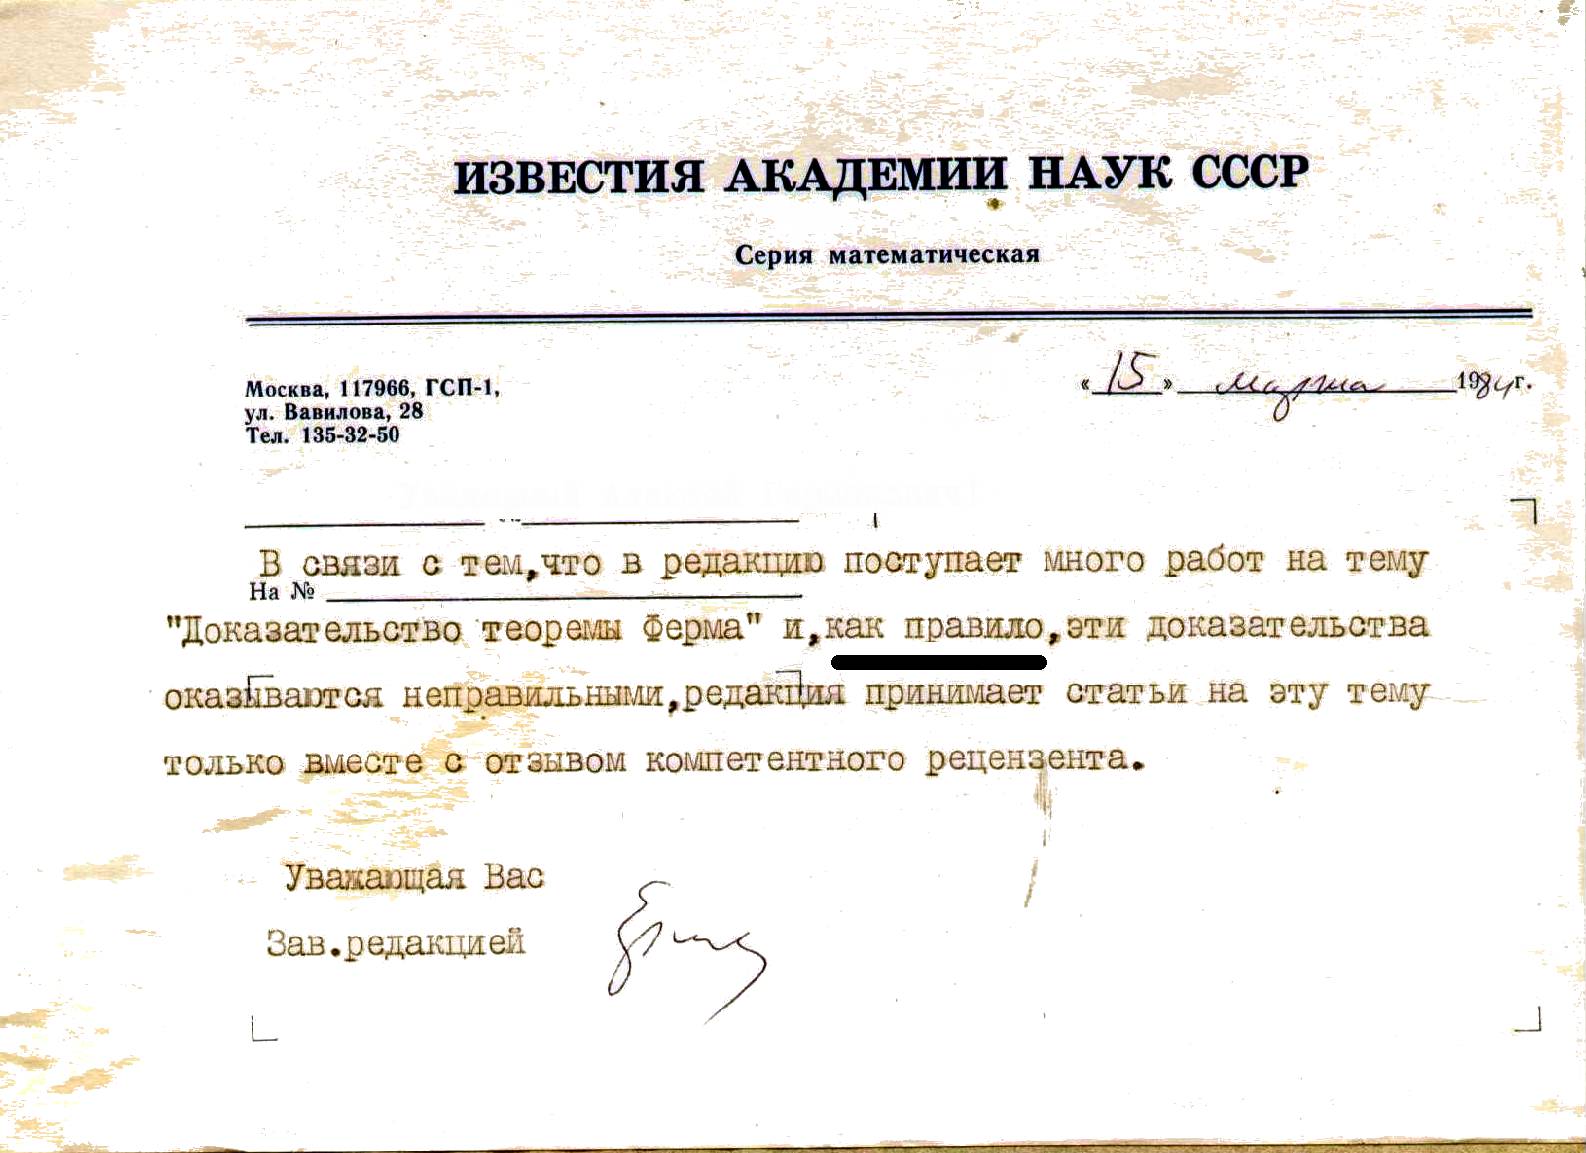 ИЗВЕСТИЯ АКАДЕМИИ НАУК СССР
Серия математическая
Москва, 117966, ГСП-1,
ул. Вавилова, 28
Тел. 135-32-50
« 15 » марта 1984 г.
В связи с тем,что в редакцию поступает много работ на тему
На №
"Доказательство теоремы Ферма" и,как правило,эти доказательства
оказываются неправильными,редакция принимает статьи на эту тему
только вместе с отзывом компетентного рецензента.
Уважающая Вас
Зав.редакцией